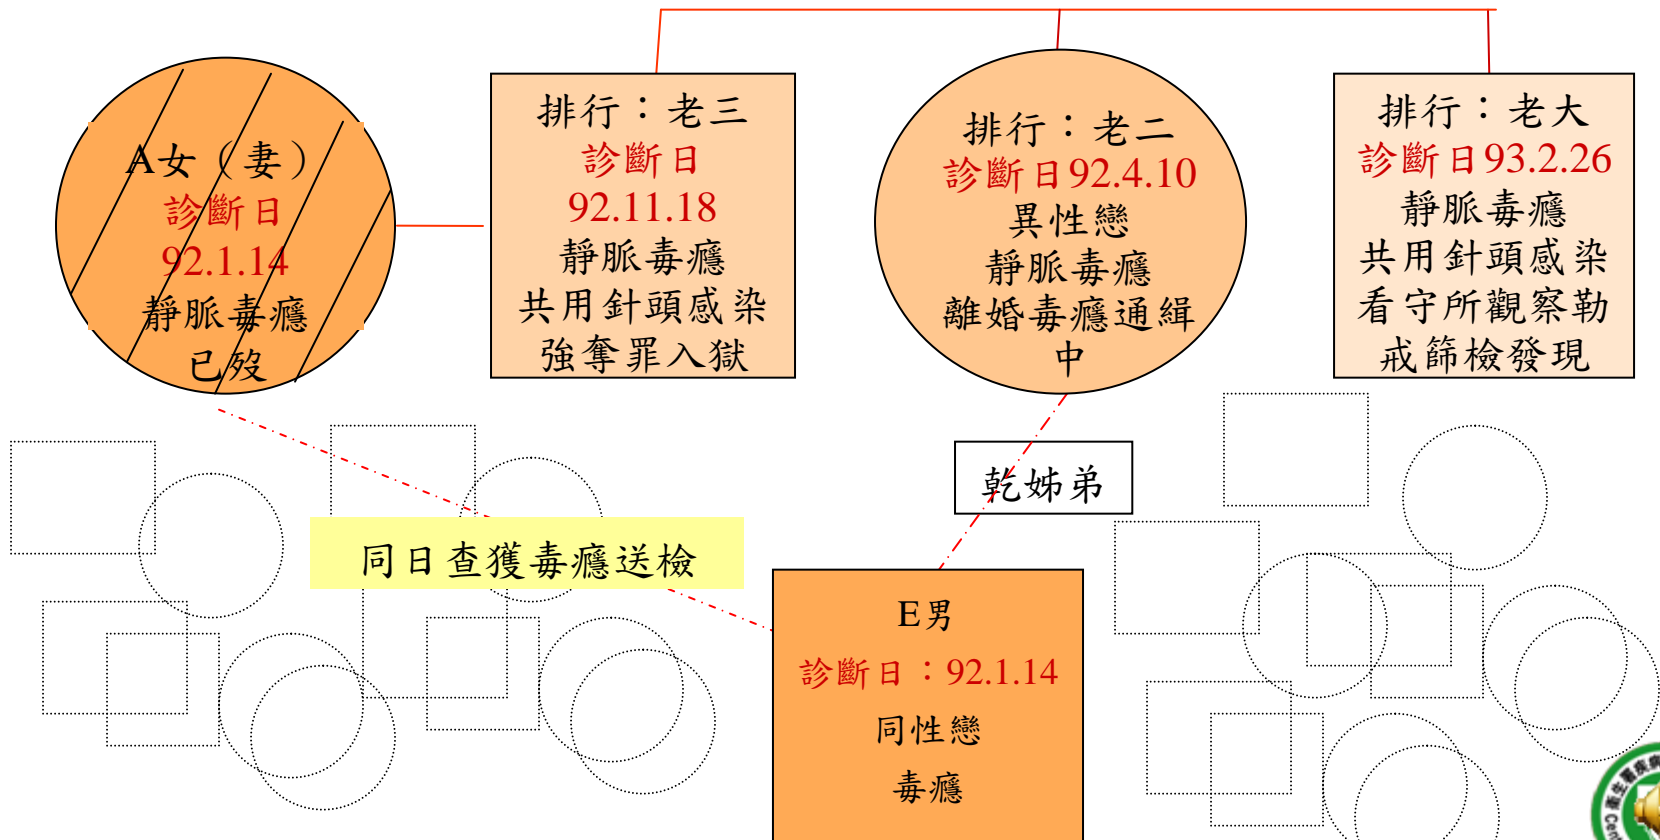 A女（妻）
診斷日
92.1.14
靜脈毒癮
已歿
排行：老三
診斷日
92.11.18
靜脈毒癮
共用針頭感染
強奪罪入獄
排行：老二
診斷日92.4.10
異性戀
靜脈毒癮
離婚毒癮通緝
中
排行：老大
診斷日93.2.26
靜脈毒癮
共用針頭感染
看守所觀察勒
戒篩檢發現
乾姊弟
同日查獲毒癮送檢
E男
診斷日：92.1.14
同性戀
毒癮